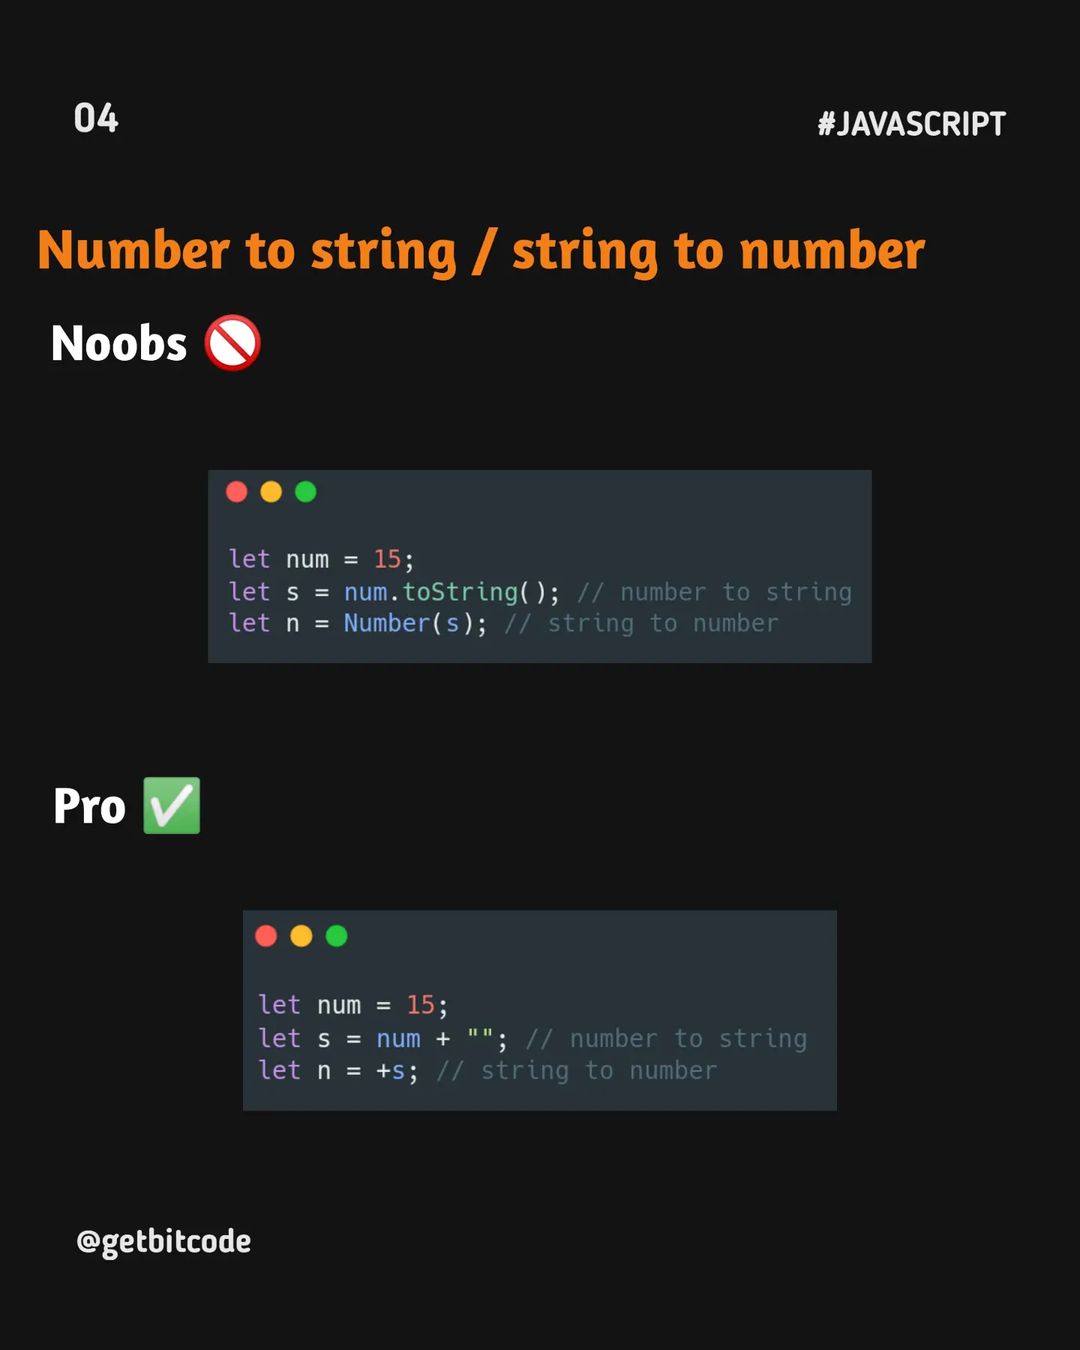 04
#JAVASCRIPT
Number to string / string to number
Noobs 🚫
let num = 15;
let s = num.toString(); // number to string
let n = Number(s); // string to number
Pro ✅
let num = 15;
let s = num + ""; // number to string
let n = +s; // string to number
@getbitcode